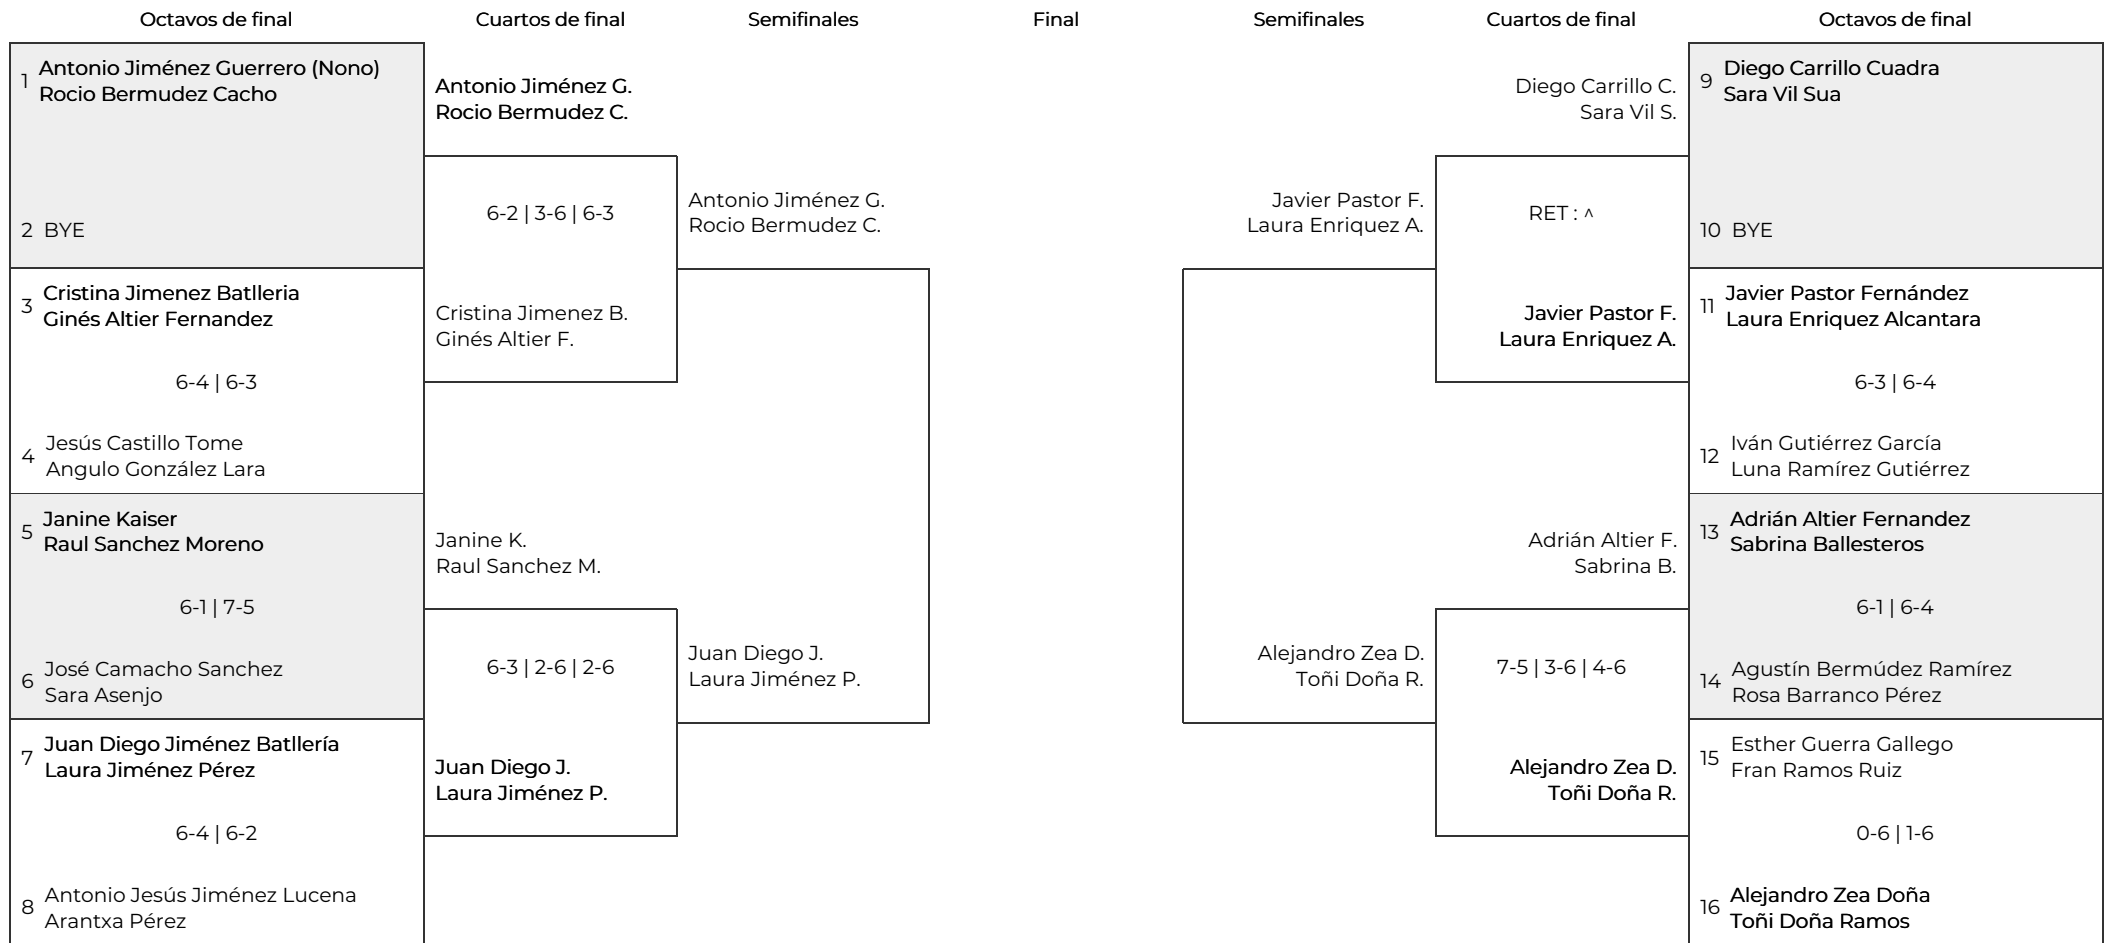 Octavos de final
Cuartos de final
Semifinales
Final
Semifinales
Cuartos de final
Octavos de final
1
Antonio Jiménez Guerrero (Nono)
Rocio Bermudez Cacho
2 BYE
3
Cristina Jimenez Batlleria
Ginés Altier Fernandez
6-4 | 6-3
4
Jesús Castillo Tome
Angulo González Lara
5
Janine Kaiser
Raul Sanchez Moreno
6-1 | 7-5
6
José Camacho Sanchez
Sara Asenjo
7
Juan Diego Jiménez Batllería
Laura Jiménez Pérez
6-4 | 6-2
8
Antonio Jesús Jiménez Lucena
Arantxa Pérez
Antonio Jiménez G.
Rocio Bermudez C.
6-2 | 3-6 | 6-3
Cristina Jimenez B.
Ginés Altier F.
Janine K.
Raul Sanchez M.
6-3 | 2-6 | 2-6
Juan Diego J.
Laura Jiménez P.
Antonio Jiménez G.
Rocio Bermudez C.
Juan Diego J.
Laura Jiménez P.
Javier Pastor F.
Laura Enriquez A.
Alejandro Zea D.
Toñi Doña R.
Diego Carrillo C.
Sara Vil S.
RET : ^
Javier Pastor F.
Laura Enriquez A.
Adrián Altier F.
Sabrina B.
7-5 | 3-6 | 4-6
Alejandro Zea D.
Toñi Doña R.
9
Diego Carrillo Cuadra
Sara Vil Sua
10 BYE
11
Javier Pastor Fernández
Laura Enriquez Alcantara
6-3 | 6-4
12
Iván Gutiérrez García
Luna Ramírez Gutiérrez
13
Adrián Altier Fernandez
Sabrina Ballesteros
6-1 | 6-4
14
Agustín Bermúdez Ramírez
Rosa Barranco Pérez
15
Esther Guerra Gallego
Fran Ramos Ruiz
0-6 | 1-6
16
Alejandro Zea Doña
Toñi Doña Ramos